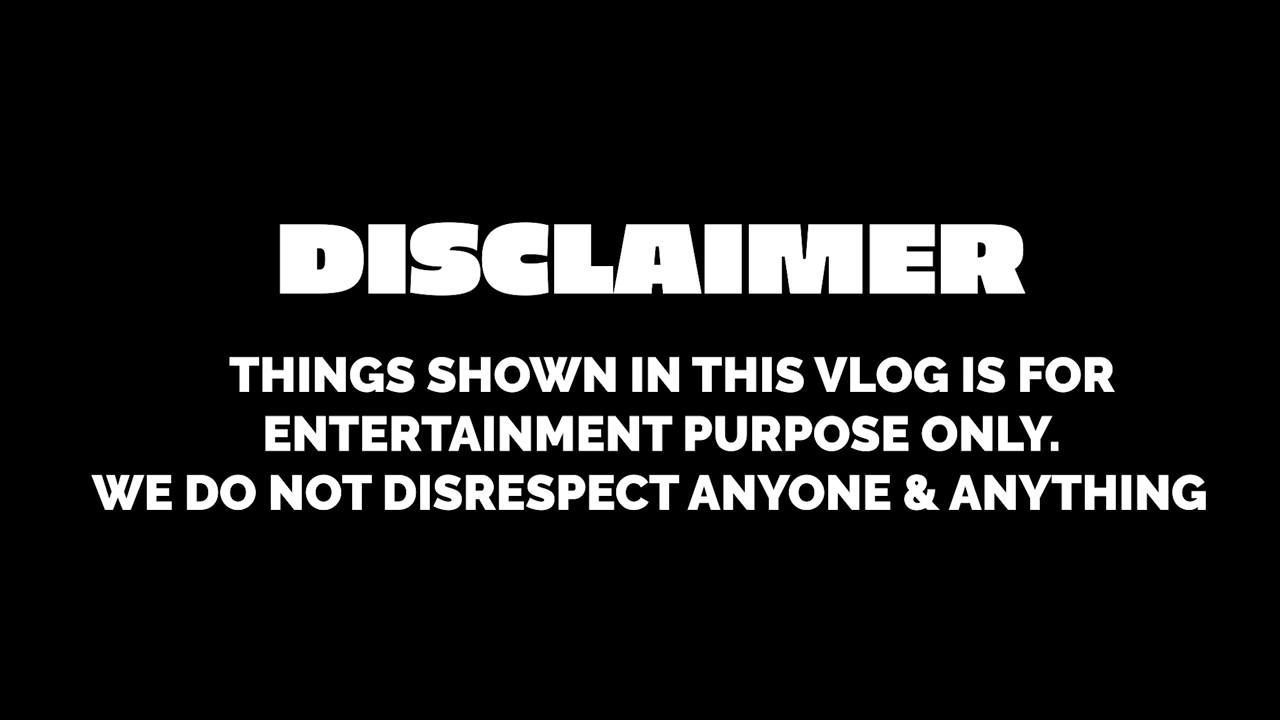 DISCLAIMER
THINGS SHOWN IN THIS VLOG IS FOR
ENTERTAINMENT PURPOSE ONLY.
WE DO NOT DISRESPECT ANYONE & ANYTHING